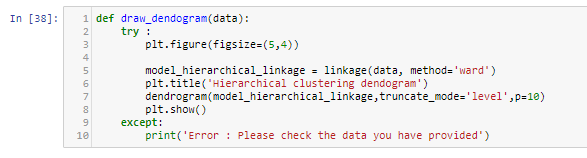 In [38]:
1 def draw_dendogram(data):
2     try :
3         plt.figure(figsize=(5,4))
4
5         model_hierarchical_linkage = linkage(data, method='ward')
6         plt.title('Hierarchical clustering dendogram')
7         dendrogram(model_hierarchical_linkage,truncate_mode='level',p=10)
8         plt.show()
9     except:
10         print('Error : Please check the data you have provided')